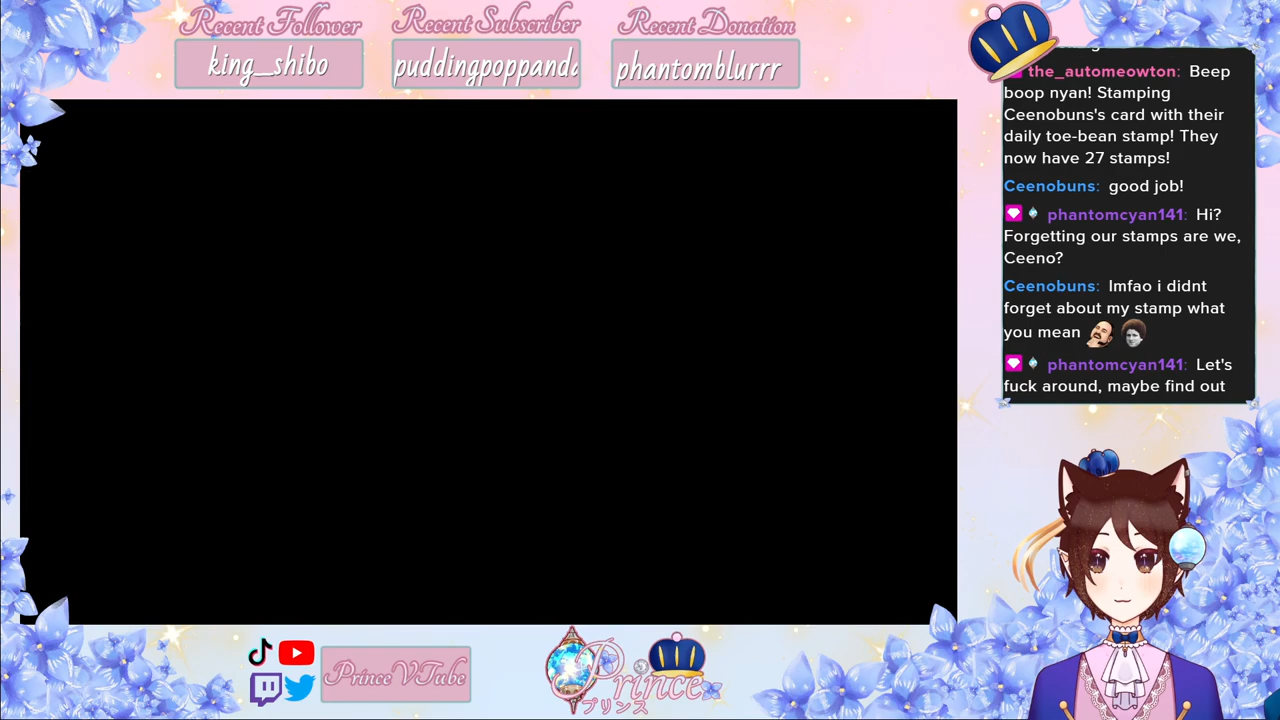 Recent Follower
king_shibo
Recent Subscriber
puddingpoppand
Recent Donation
phantomblurrr
the_automeowton: Beep
boop nyan! Stamping
Ceenobuns's card with their
daily toe-bean stamp! They
now have 27 stamps!
Ceenobuns: good job!
phantomcyan141: Hi?
Forgetting our stamps are we,
Ceeno?
Ceenobuns: lmfao i didnt
forget about my stamp what
you mean
phantomcyan141: Let's
fuck around, maybe find out
PrinceVTube
Prince
プリンス